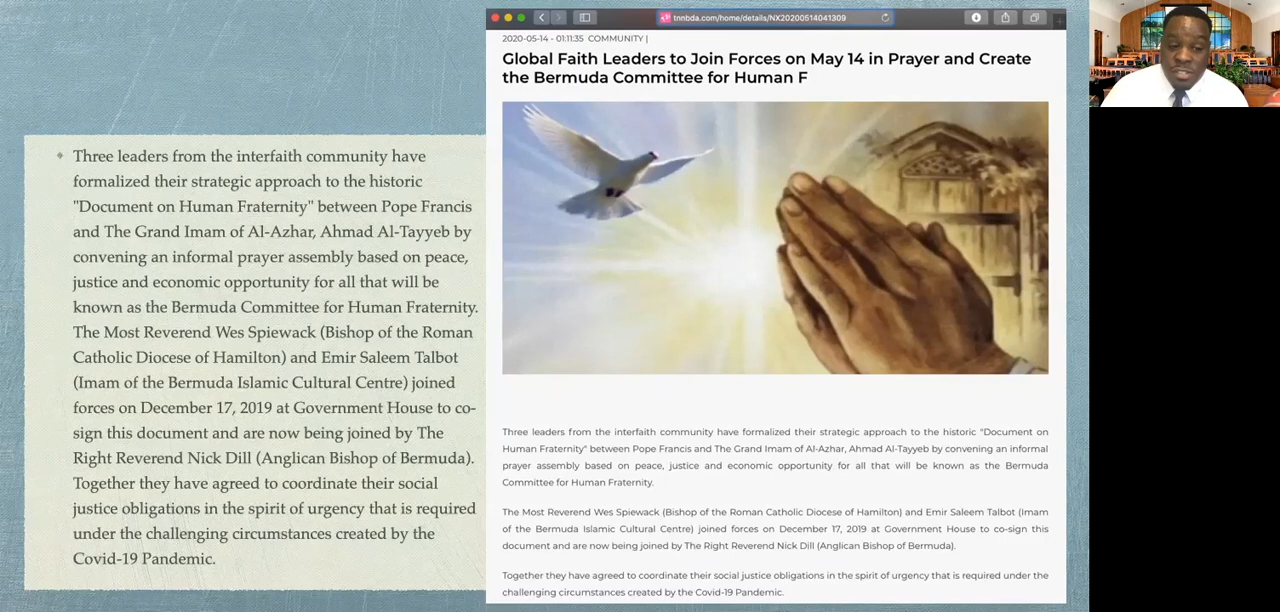 Three leaders from the interfaith community have
formalized their strategic approach to the historic
"Document on Human Fraternity" between Pope Francis
and The Grand Imam of Al-Azhar, Ahmad Al-Tayyeb by
convening an informal prayer assembly based on peace,
justice and economic opportunity for all that will be
known as the Bermuda Committee for Human Fraternity.
The Most Reverend Wes Spiewack (Bishop of the Roman
Catholic Diocese of Hamilton) and Emir Saleem Talbot
(Imam of the Bermuda Islamic Cultural Centre) joined
forces on December 17, 2019 at Government House to co-
sign this document and are now being joined by The
Right Reverend Nick Dill (Anglican Bishop of Bermuda).
Together they have agreed to coordinate their social
justice obligations in the spirit of urgency that is required
under the challenging circumstances created by the
Covid-19 Pandemic.
tnnbda.com/home/details/NX20200514041309
2020-05-14 - 01:11:35 COMMUNITY |
Global Faith Leaders to Join Forces on May 14 in Prayer and Create
the Bermuda Committee for Human F
Three leaders from the interfaith community have formalized their strategic approach to the historic "Document on
Human Fraternity" between Pope Francis and The Grand Imam of Al-Azhar, Ahmad Al-Tayyeb by convening an informal
prayer assembly based on peace, justice and economic opportunity for all that will be known as the Bermuda
Committee for Human Fraternity.
The Most Reverend Wes Spiewack (Bishop of the Roman Catholic Diocese of Hamilton) and Emir Saleem Talbot (Imam
of the Bermuda Islamic Cultural Centre) joined forces on December 17, 2019 at Government House to co-sign this
document and are now being joined by The Right Reverend Nick Dill (Anglican Bishop of Bermuda).
Together they have agreed to coordinate their social justice obligations in the spirit of urgency that is required under the
challenging circumstances created by the Covid-19 Pandemic.